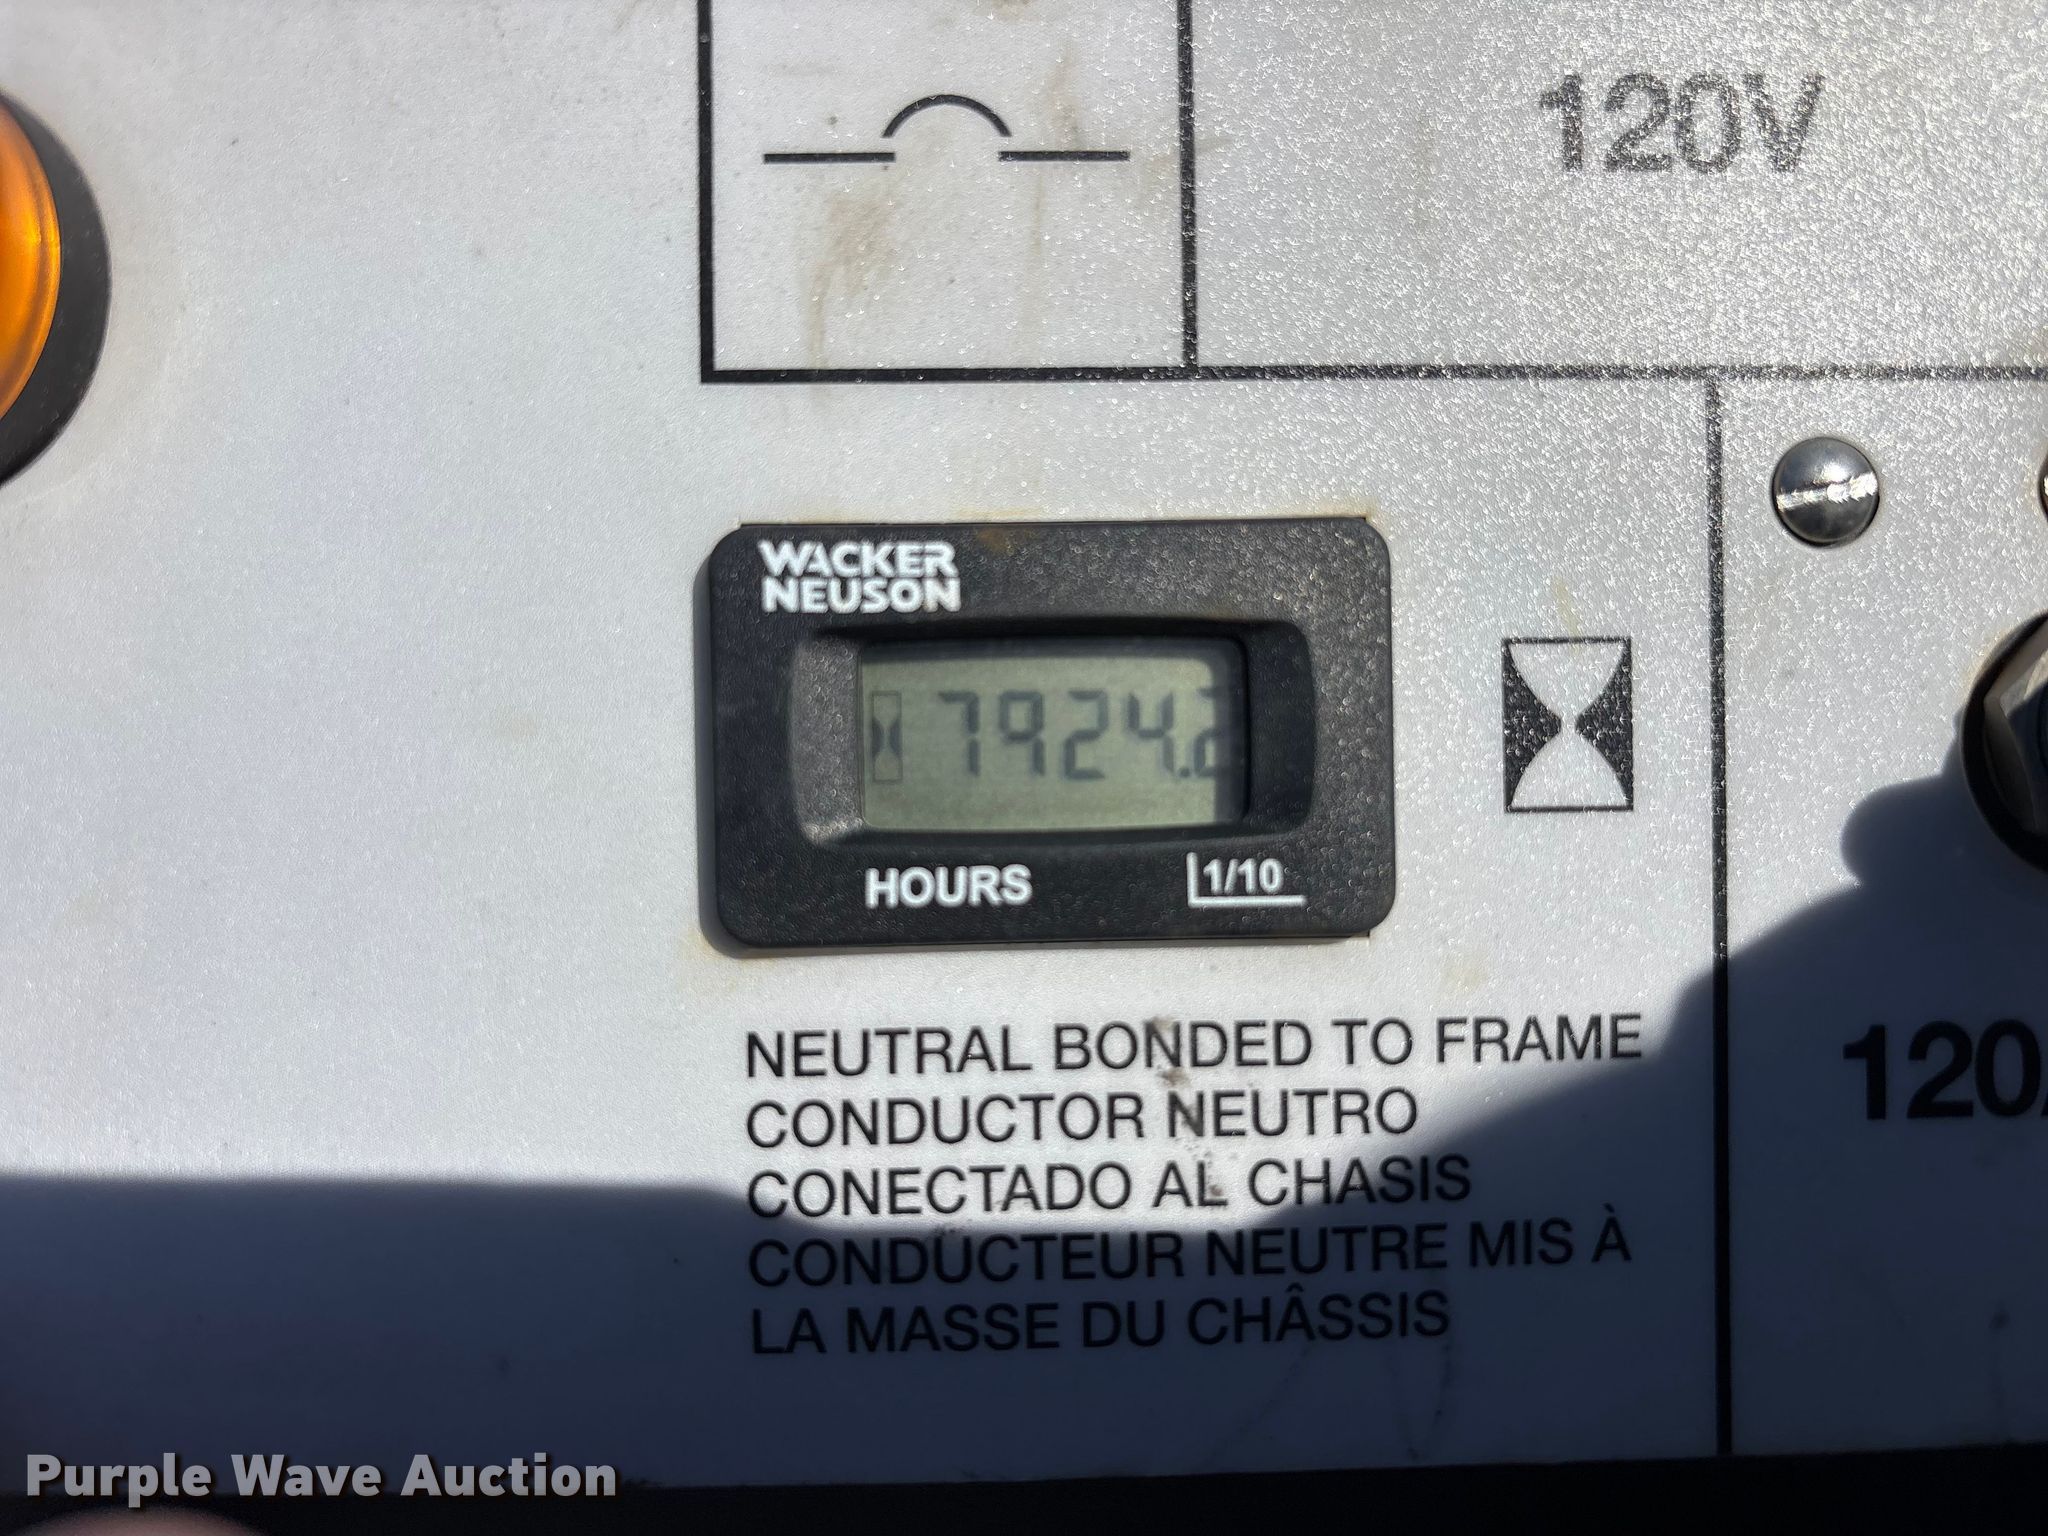 120V
WACKER
NEUSON
7924.2
HOURS
1/10
NEUTRAL BONDED TO FRAME
CONDUCTOR NEUTRO
CONECTADO AL CHASIS
120
CONDUCTEUR NEUTRE MIS À
LA MASSE DU CHÂSSIS
Purple Wave Auction